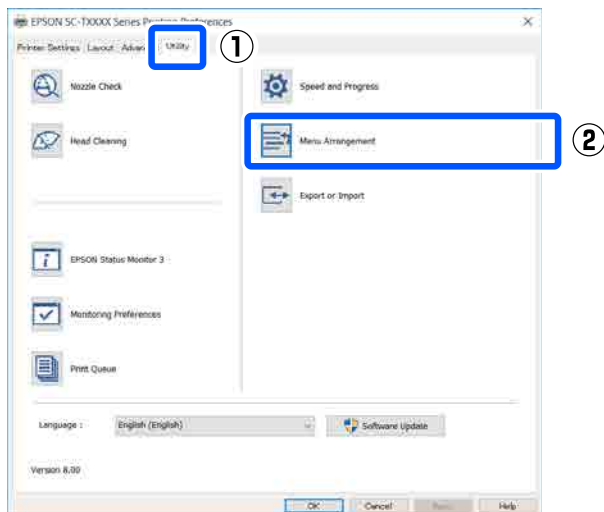 EPSON SC-TXXXX Series Printing Preferences
Printer Settings Layout Utility
①
Nozzle Check
Speed and Progress
Head Cleaning
Menu Arrangement
②
Export or Import
EPSON Status Monitor 3
Monitoring Preferences
Print Queue
Language : English (English)
Software Update
Version 8.00
OK Cancel Help